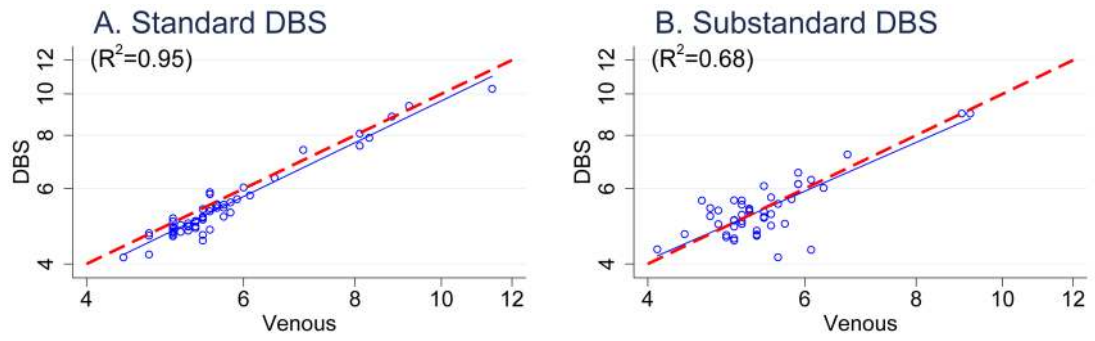 A. Standard DBS
(R²=0.95)
12
10
8
6
4
DBS
4 6 8 10 12
Venous
B. Substandard DBS
(R²=0.68)
12
10
8
6
4
DBS
4 6 8 10 12
Venous